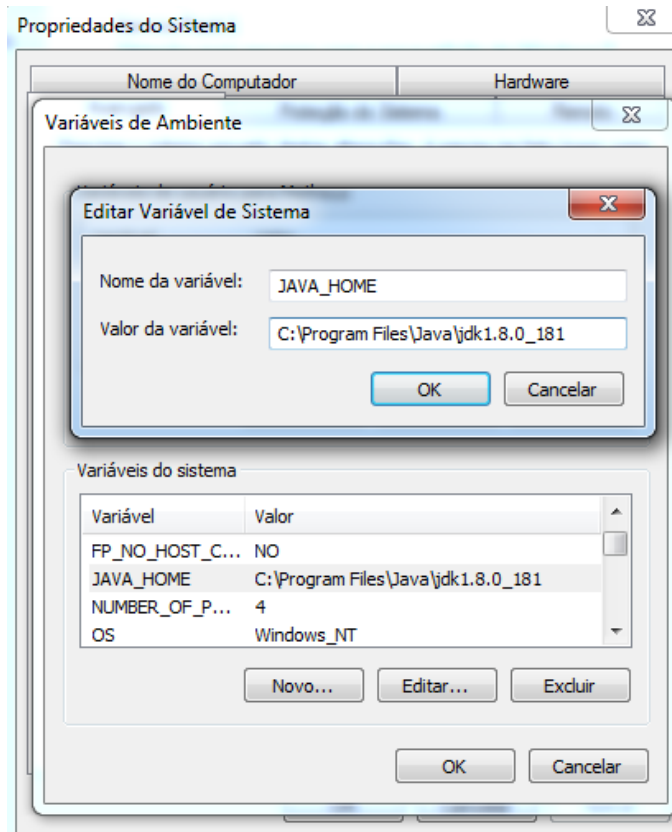 Propriedades do Sistema
Nome do Computador
Hardware
Variáveis de Ambiente
Editar Variável de Sistema
Nome da variável:
JAVA_HOME
Valor da variável:
C:\Program Files\Java\jdk1.8.0_181
OK
Cancelar
Variáveis do sistema
Variável
Valor
FP_NO_HOST_C...
NO
JAVA_HOME
C:\Program Files\Java\jdk1.8.0_181
NUMBER_OF_P...
4
OS
Windows_NT
Novo...
Editar...
Excluir
OK
Cancelar